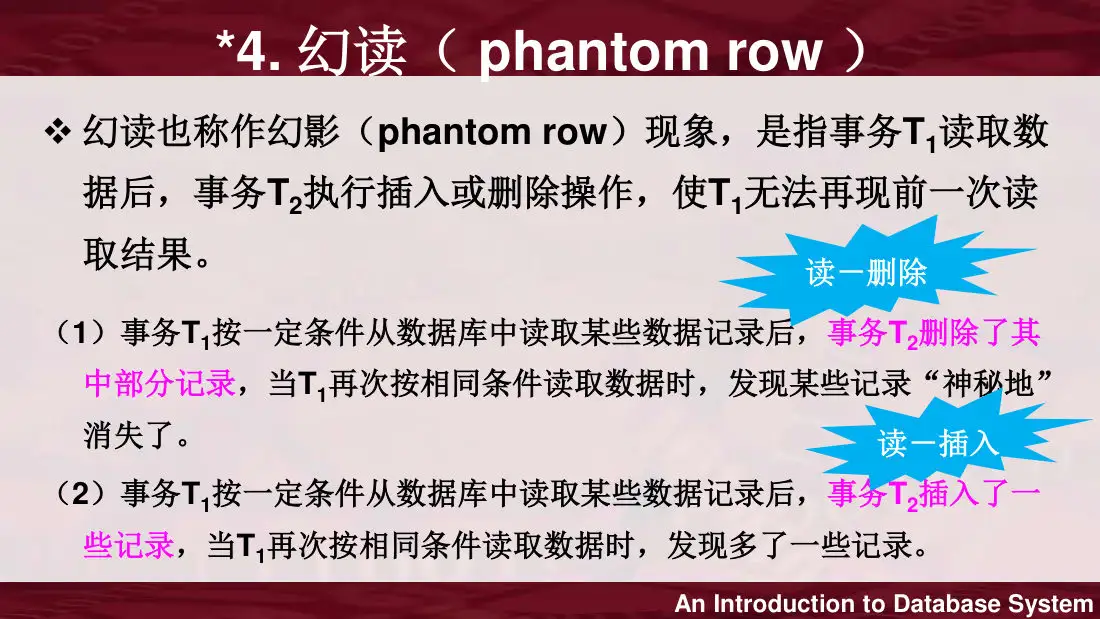 *4. 幻读（ phantom row ）
❖ 幻读也称作幻影（phantom row）现象，是指事务T1读取数
据后，事务T2执行插入或删除操作，使T1无法再现前一次读
取结果。
读－删除
（1）事务T1按一定条件从数据库中读取某些数据记录后，事务T2删除了其
中部分记录，当T1再次按相同条件读取数据时，发现某些记录“神秘地”
消失了。
读－插入
（2）事务T1按一定条件从数据库中读取某些数据记录后，事务T2插入了一
些记录，当T1再次按相同条件读取数据时，发现多了一些记录。
An Introduction to Database System